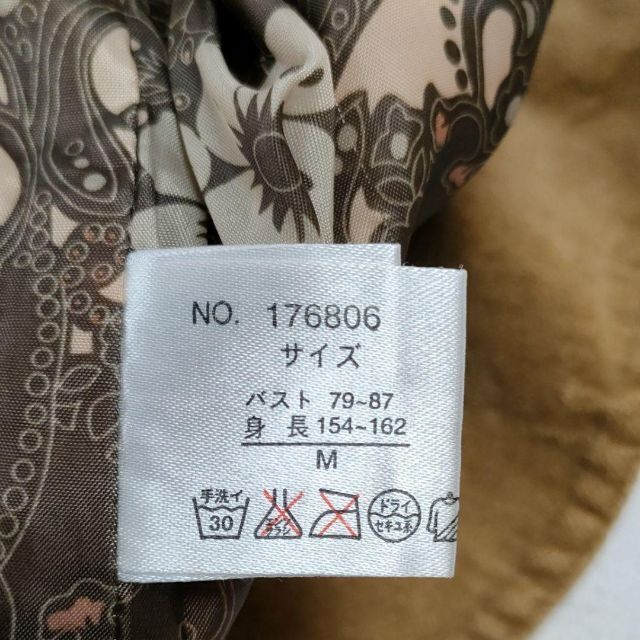 NO. 176806
サイズ
バスト 79~87
身 長 154~162
M
手洗イ
30
ドライ
セキユ系